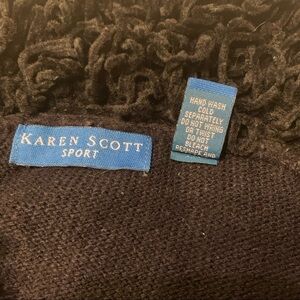 KAREN SCOTT
SPORT
HAND WASH
COLD
SEPARATELY
DO NOT WRING
OR TWIST
DO NOT
BLEACH
RESHAPE AND